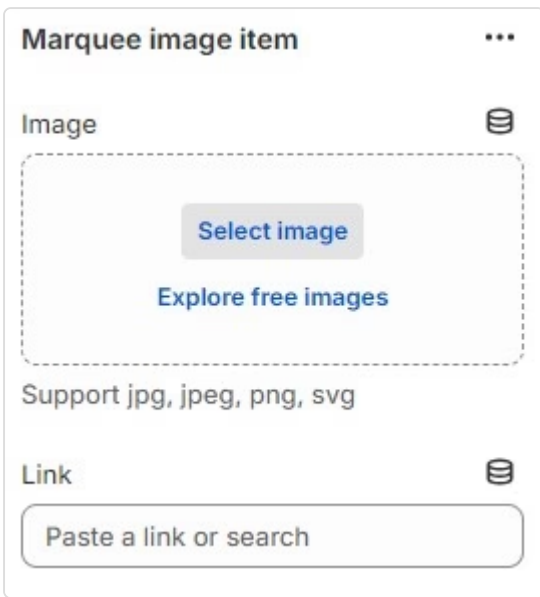 Marquee image item
Image
Select image
Explore free images
Support jpg, jpeg, png, svg
Link
Paste a link or search